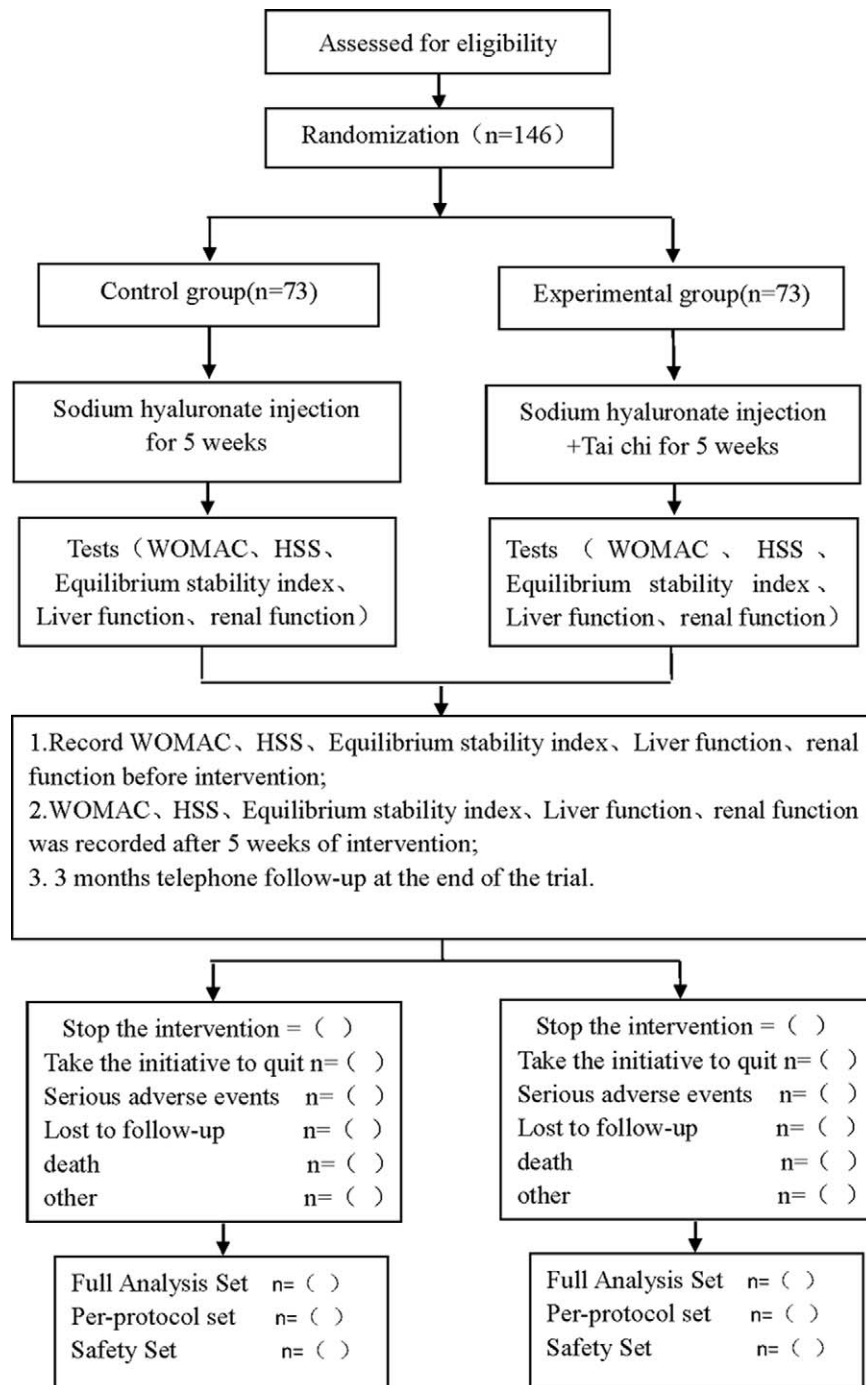 Assessed for eligibility
Randomization（n=146）
Control group(n=73)
Experimental group(n=73)
Sodium hyaluronate injection
for 5 weeks
Sodium hyaluronate injection
+Tai chi for 5 weeks
Tests（WOMAC、HSS、
Equilibrium stability index、
Liver function、renal function）
Tests （ WOMAC 、 HSS 、
Equilibrium stability index 、
Liver function、renal function）
1.Record WOMAC、HSS、Equilibrium stability index、Liver function、renal
function before intervention;
2.WOMAC、HSS、Equilibrium stability index、Liver function、renal function
was recorded after 5 weeks of intervention;
3. 3 months telephone follow-up at the end of the trial.
Stop the intervention =（ ）
Take the initiative to quit n=（ ）
Serious adverse events n=（ ）
Lost to follow-up n=（ ）
death n=（ ）
other n=（ ）
Stop the intervention =（ ）
Take the initiative to quit n=（ ）
Serious adverse events n=（ ）
Lost to follow-up n=（ ）
death n=（ ）
other n=（ ）
Full Analysis Set n=（ ）
Per-protocol set n=（ ）
Safety Set n=（ ）
Full Analysis Set n=（ ）
Per-protocol set n=（ ）
Safety Set n=（ ）